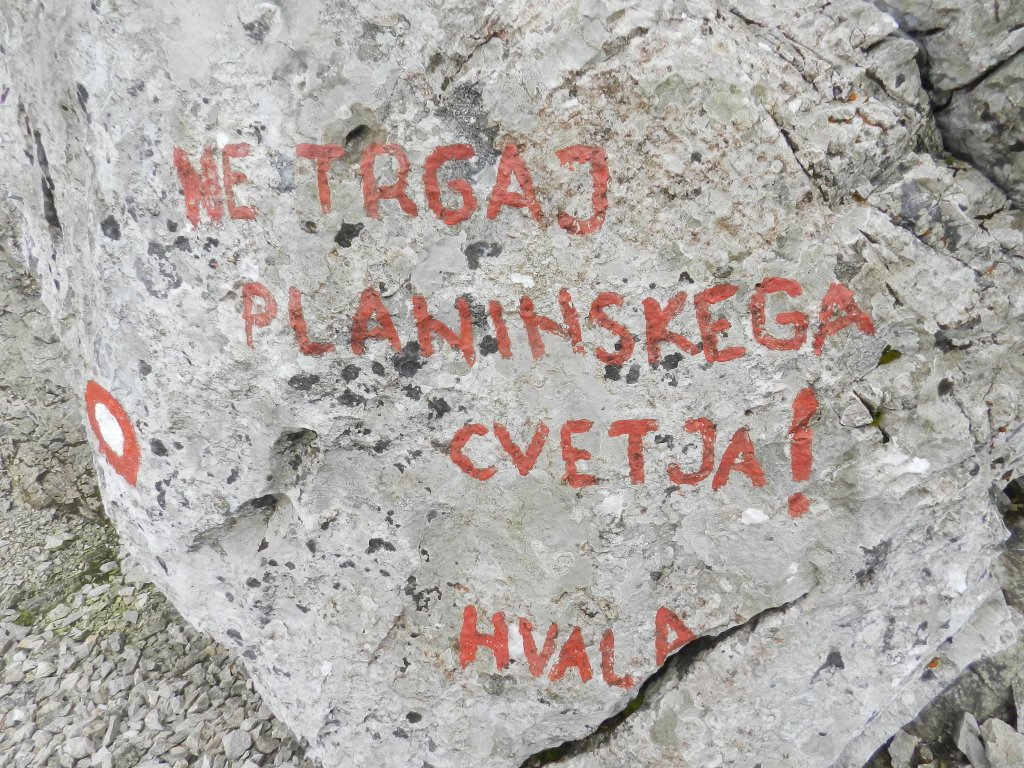 NE TRGAJ
PLANINSKEGA
CVETJA!
HVALA